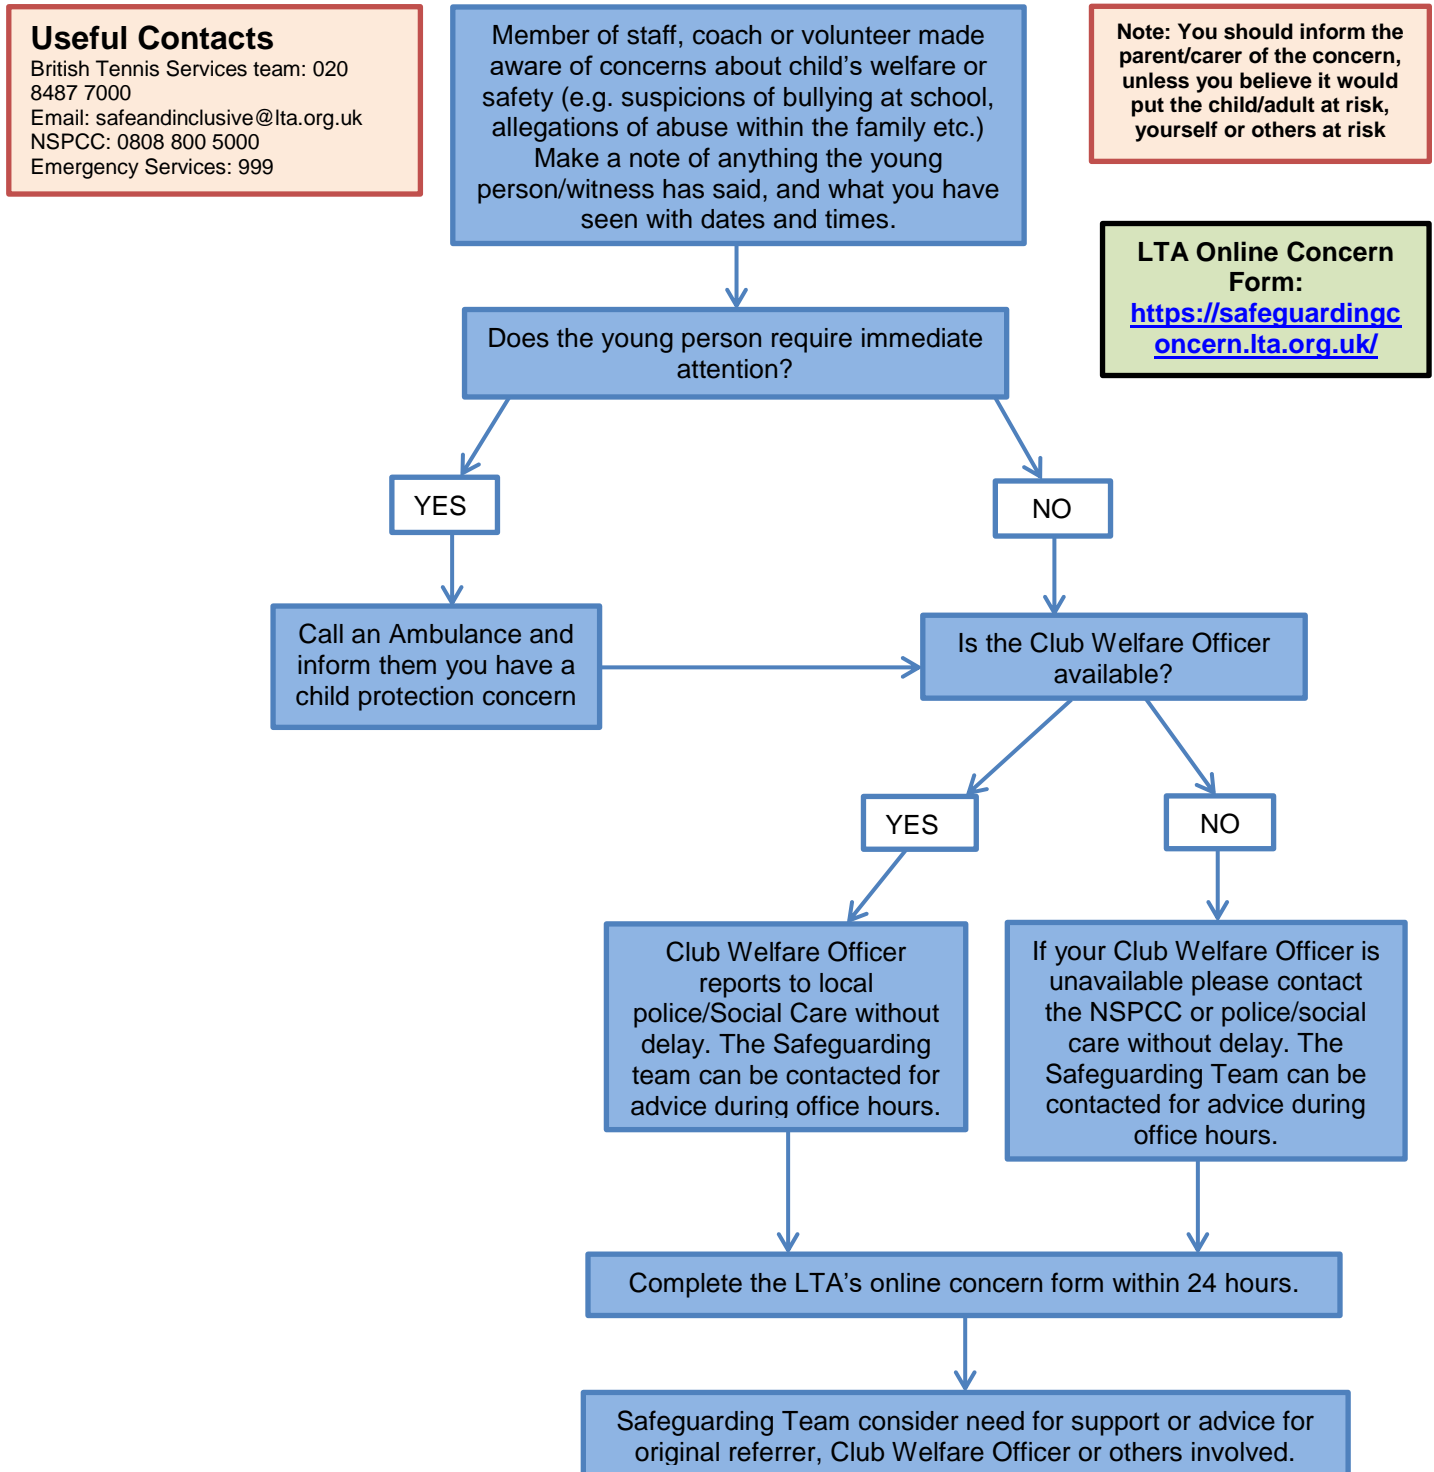 Useful Contacts
British Tennis Services team: 020
8487 7000
Email: safeandinclusive@lta.org.uk
NSPCC: 0808 800 5000
Emergency Services: 999
Member of staff, coach or volunteer made
aware of concerns about child’s welfare or
safety (e.g. suspicions of bullying at school,
allegations of abuse within the family etc.)
Make a note of anything the young
person/witness has said, and what you have
seen with dates and times.
Note: You should inform the
parent/carer of the concern,
unless you believe it would
put the child/adult at risk,
yourself or others at risk
LTA Online Concern
Form:
https://safeguardingc
oncern.lta.org.uk/
Does the young person require immediate
attention?
YES
NO
Call an Ambulance and
inform them you have a
child protection concern
Is the Club Welfare Officer
available?
YES
NO
Club Welfare Officer
reports to local
police/Social Care without
delay. The Safeguarding
team can be contacted for
advice during office hours.
If your Club Welfare Officer is
unavailable please contact
the NSPCC or police/social
care without delay. The
Safeguarding Team can be
contacted for advice during
office hours.
Complete the LTA’s online concern form within 24 hours.
Safeguarding Team consider need for support or advice for
original referrer, Club Welfare Officer or others involved.